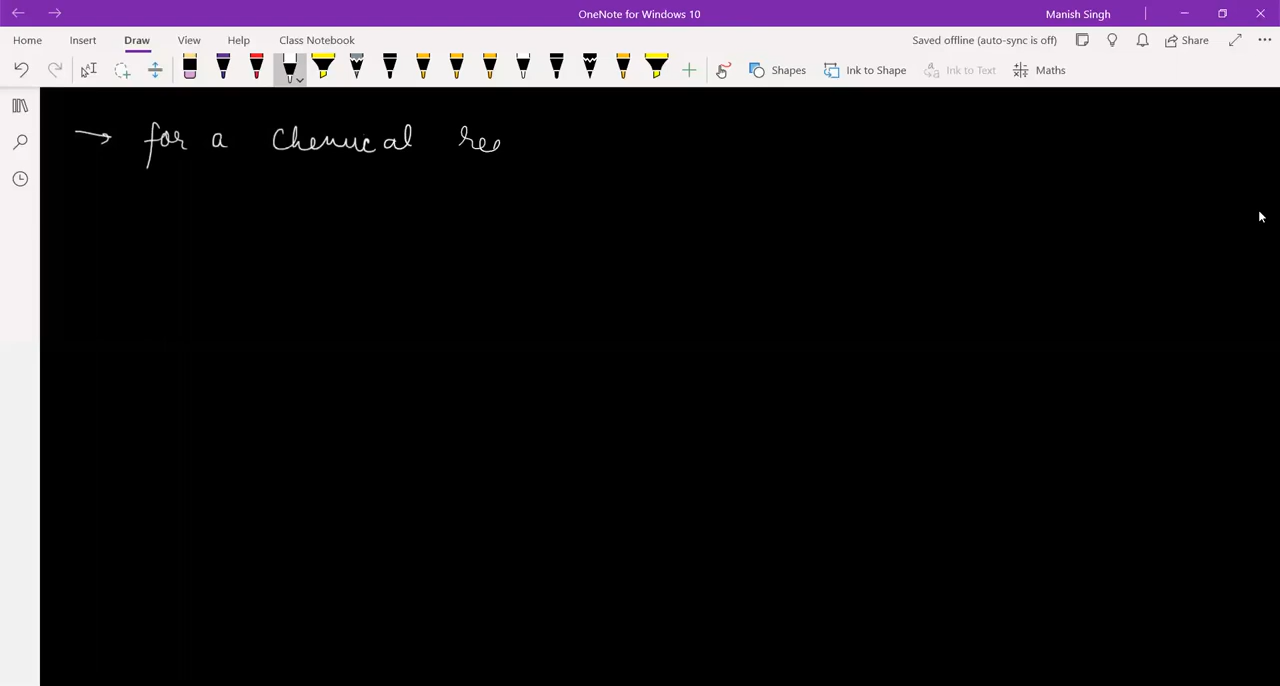 OneNote for Windows 10
Manish Singh
Home Insert Draw View Help Class Notebook
Saved offline (auto-sync is off) Share
Shapes Ink to Shape Ink to Text Maths
→ for a chemical rea